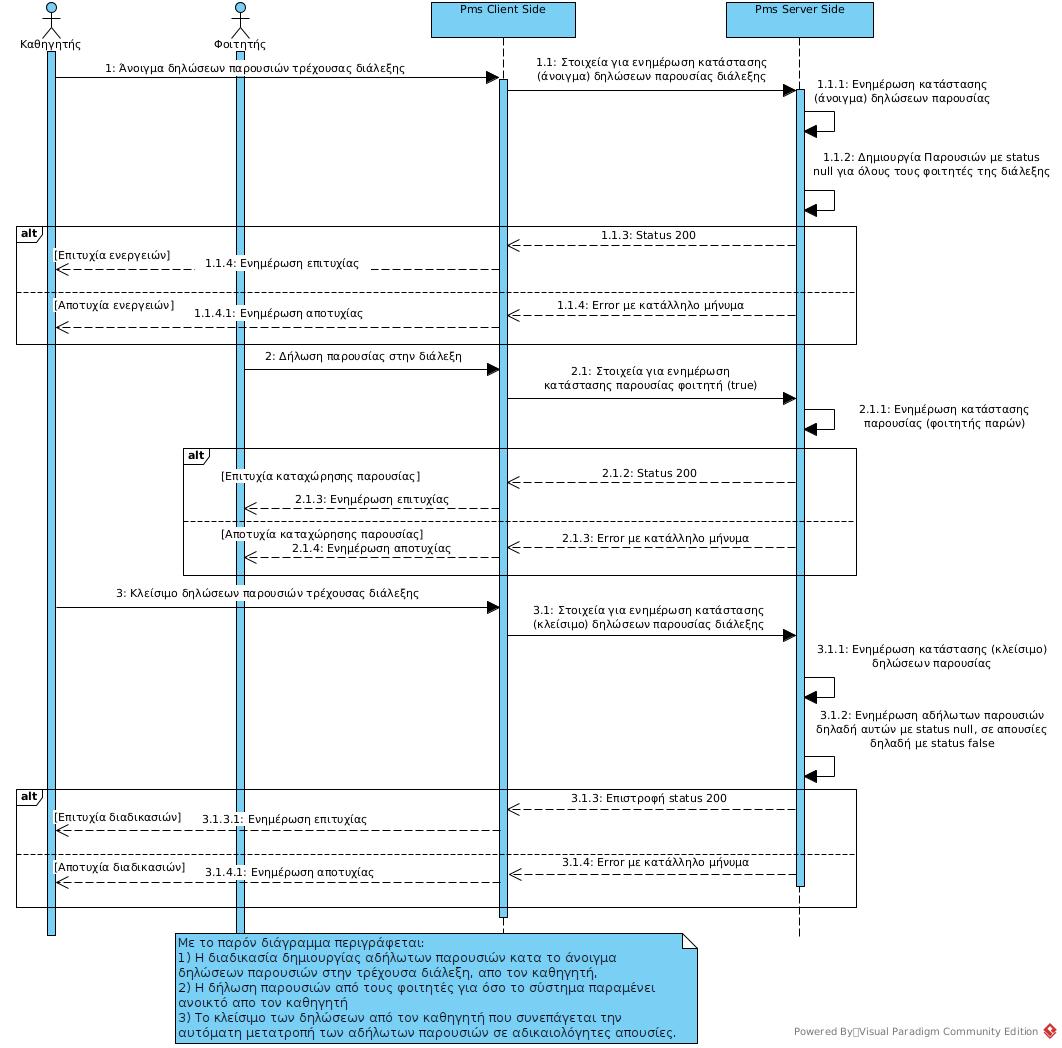 Pms Client Side
Pms Server Side
Καθηγητής
Φοιτητής
1: Άνοιγμα δηλώσεων παρουσιών τρέχουσας διάλεξης
1.1: Στοιχεία για ενημέρωση κατάστασης
(άνοιγμα) δηλώσεων παρουσίας διάλεξης
1.1.1: Ενημέρωση κατάστασης
(άνοιγμα) δηλώσεων παρουσίας
1.1.2: Δημιουργία Παρουσιών με status
null για όλους τους φοιτητές της διάλεξης
alt
1.1.3: Status 200
[Επιτυχία ενεργειών]
1.1.4: Ενημέρωση επιτυχίας
[Αποτυχία ενεργειών]
1.1.4: Error με κατάλληλο μήνυμα
1.1.4.1: Ενημέρωση αποτυχίας
2: Δήλωση παρουσίας στην διάλεξη
2.1: Στοιχεία για ενημέρωση
κατάστασης παρουσίας φοιτητή (true)
2.1.1: Ενημέρωση κατάστασης
παρουσίας (φοιτητής παρών)
alt
[Επιτυχία καταχώρησης παρουσίας]
2.1.2: Status 200
2.1.3: Ενημέρωση επιτυχίας
[Αποτυχία καταχώρησης παρουσίας]
2.1.3: Error με κατάλληλο μήνυμα
2.1.4: Ενημέρωση αποτυχίας
3: Κλείσιμο δηλώσεων παρουσιών τρέχουσας διάλεξης
3.1: Στοιχεία για ενημέρωση κατάστασης
(κλείσιμο) δηλώσεων παρουσίας διάλεξης
3.1.1: Ενημέρωση κατάστασης (κλείσιμο)
δηλώσεων παρουσίας
3.1.2: Ενημέρωση αδήλωτων παρουσιών
δηλαδή αυτών με status null, σε απουσίες
δηλαδή με status false
alt
3.1.3: Επιστροφή status 200
[Επιτυχία διαδικασιών]
3.1.3.1: Ενημέρωση επιτυχίας
[Αποτυχία διαδικασιών]
3.1.4: Error με κατάλληλο μήνυμα
3.1.4.1: Ενημέρωση αποτυχίας
Με το παρόν διάγραμμα περιγράφεται:
1) Η διαδικασία δημιουργίας αδήλωτων παρουσιών κατα το άνοιγμα
δηλώσεων παρουσιών στην τρέχουσα διάλεξη, απο τον καθηγητή,
2) Η δήλωση παρουσιών από τους φοιτητές για όσο το σύστημα παραμένει
ανοικτό απο τον καθηγητή
3) Το κλείσιμο των δηλώσεων από τον καθηγητή που συνεπάγεται την
αυτόματη μετατροπή των αδήλωτων παρουσιών σε αδικαιολόγητες απουσίες.
Powered By Visual Paradigm Community Edition